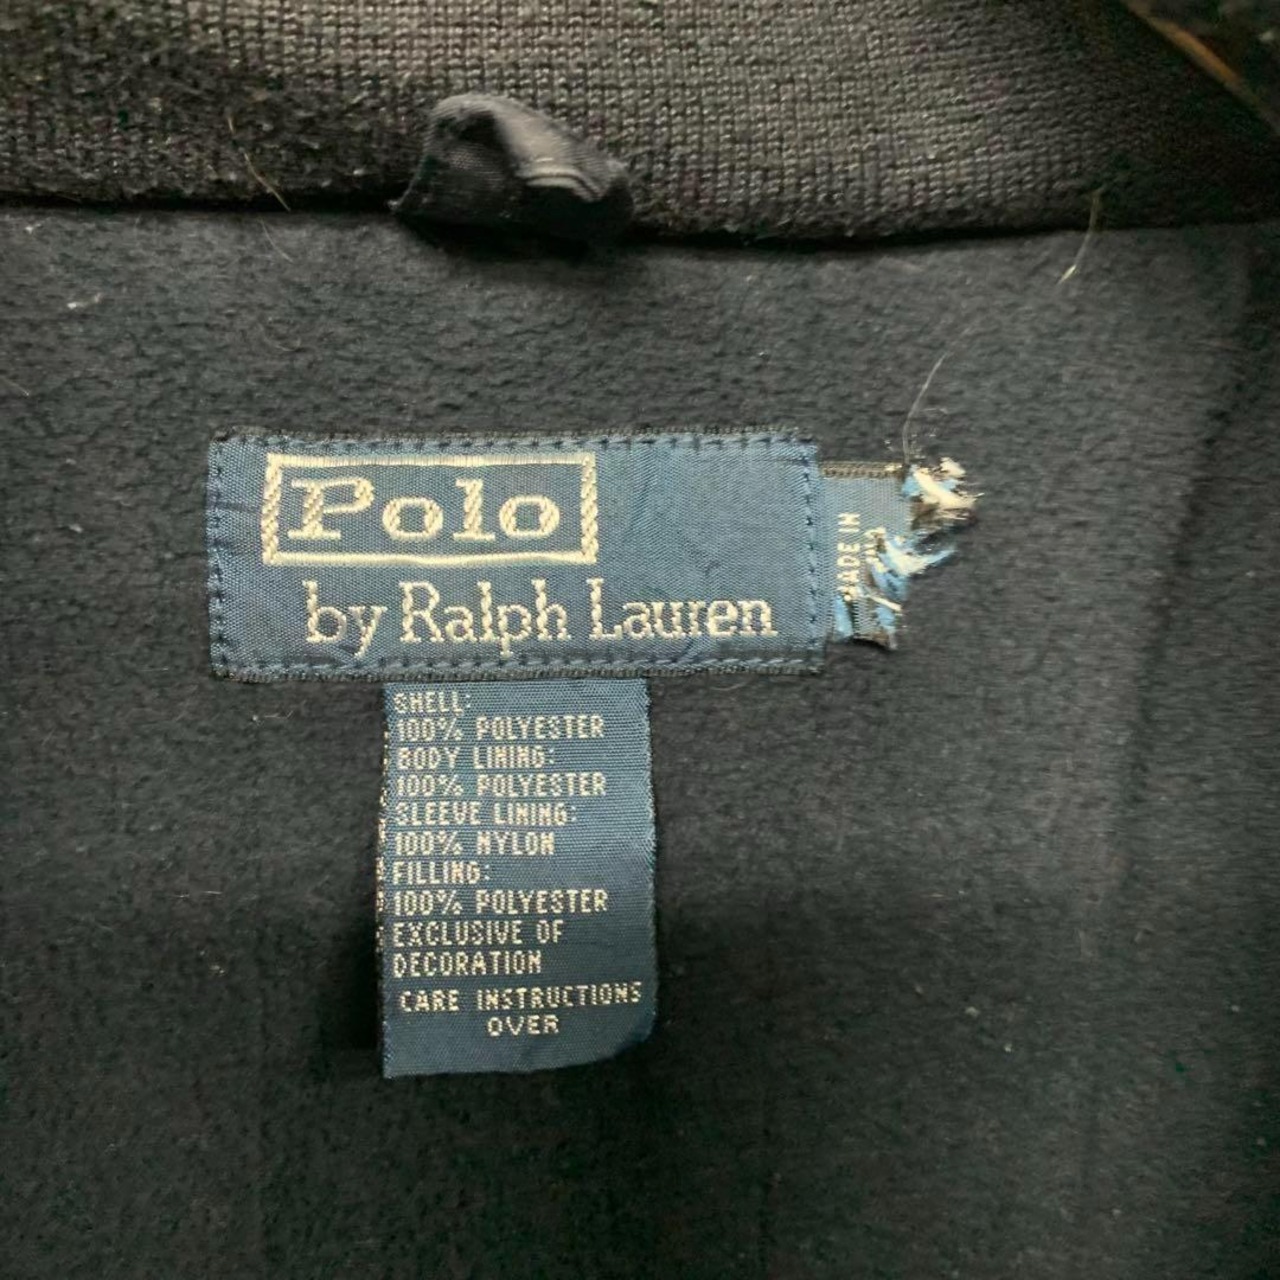 Polo
by Ralph Lauren
MADE IN
SHELL:
100% POLYESTER
BODY LINING:
100% POLYESTER
SLEEVE LINING:
100% NYLON
FILLING:
100% POLYESTER
EXCLUSIVE OF
DECORATION
CARE INSTRUCTIONS
OVER